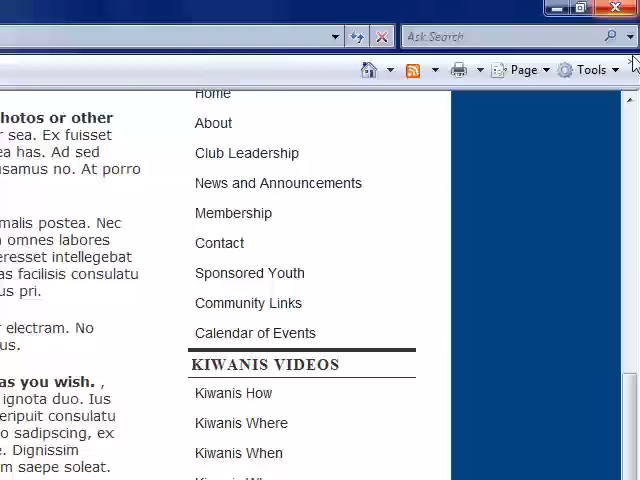 Ask Search
Page
Tools
Home
hotos or other
r sea. Ex fuisset
ea has. Ad sed
usamus no. At porro
malis postea. Nec
omnes labores
eresset intellegebat
as facilisis consulatu
us pri.
r electram. No
us.
as you wish. ,
ignota duo. Ius
eripuit consulatu
o sadipscing, ex
e. Dignissim
m saepe soleat.
About
Club Leadership
News and Announcements
Membership
Contact
Sponsored Youth
Community Links
Calendar of Events
KIWANIS VIDEOS
Kiwanis How
Kiwanis Where
Kiwanis When